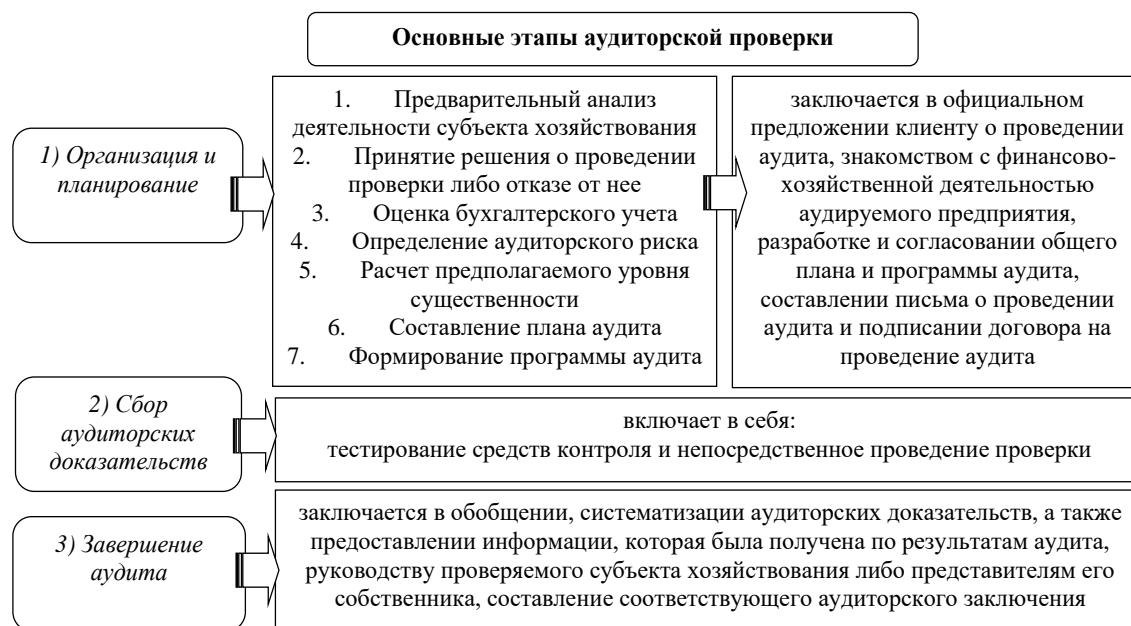 Основные этапы аудиторской проверки
1) Организация и
планирование
1. Предварительный анализ
деятельности субъекта хозяйствования
2. Принятие решения о проведении
проверки либо отказе от нее
3. Оценка бухгалтерского учета
4. Определение аудиторского риска
5. Расчет предполагаемого уровня
существенности
6. Составление плана аудита
7. Формирование программы аудита
заключается в официальном
предложении клиенту о проведении
аудита, знакомством с финансово-
хозяйственной деятельностью
аудируемого предприятия,
разработке и согласовании общего
плана и программы аудита,
составлении письма о проведении
аудита и подписании договора на
проведение аудита
2) Сбор
аудиторских
доказательств
включает в себя:
тестирование средств контроля и непосредственное проведение проверки
3) Завершение
аудита
заключается в обобщении, систематизации аудиторских доказательств, а также
предоставлении информации, которая была получена по результатам аудита,
руководству проверяемого субъекта хозяйствования либо представителям его
собственника, составление соответствующего аудиторского заключения